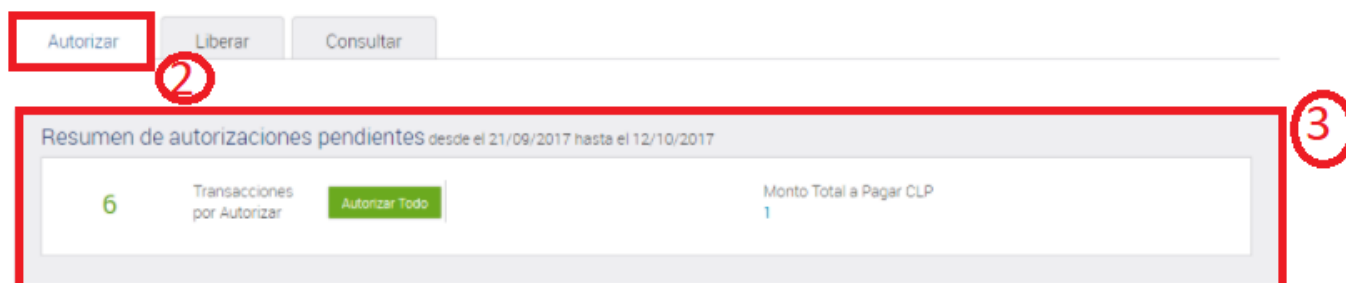 Autorizar Liberar Consultar
2
3
Resumen de autorizaciones pendientes desde el 21/09/2017 hasta el 12/10/2017
6 Transacciones por Autorizar Autorizar Todo Monto Total a Pagar CLP
1